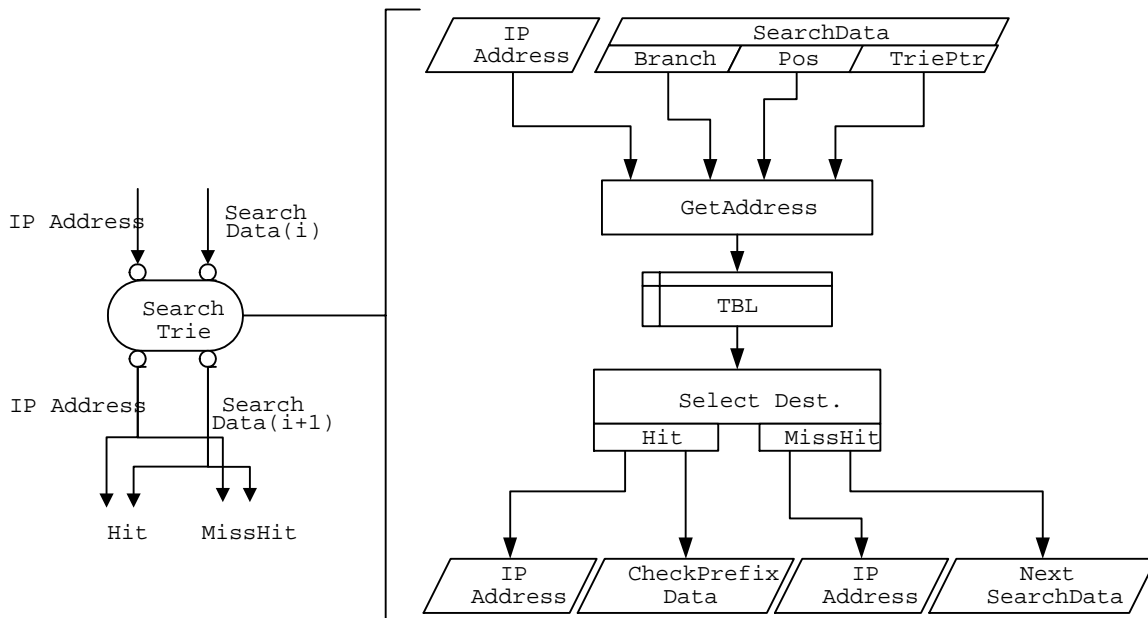 IP
Address
SearchData
Branch
Pos
TriePtr
GetAddress
TBL
Select Dest.
Hit
MissHit
IP
Address
CheckPrefix
Data
IP
Address
Next
SearchData
IP Address
Search
Data(i)
Search
Trie
IP Address
Search
Data(i+1)
Hit
MissHit